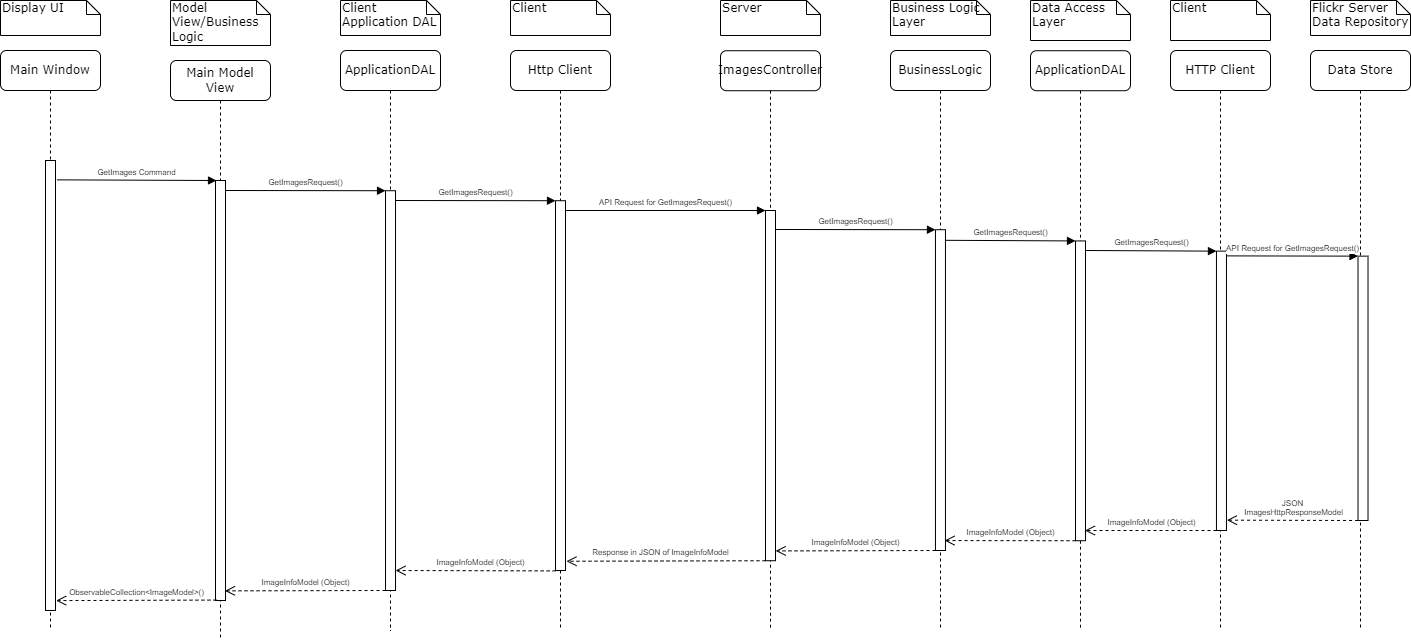 Display UI
Model
View/Business
Logic
Client
Application DAL
Client
Server
Business Logic
Layer
Data Access
Layer
Client
Flickr Server
Data Repository
Main Window
Main Model
View
ApplicationDAL
Http Client
ImagesController
BusinessLogic
ApplicationDAL
HTTP Client
Data Store
GetImages Command
GetImagesRequest()
GetImagesRequest()
API Request for GetImagesRequest()
GetImagesRequest()
GetImagesRequest()
GetImagesRequest()
API Request for GetImagesRequest()
JSON
ImagesHttpResponseModel
ImageInfoModel (Object)
ImageInfoModel (Object)
ImageInfoModel (Object)
Response in JSON of ImageInfoModel
ImageInfoModel (Object)
ImageInfoModel (Object)
ObservableCollection<ImageModel>()